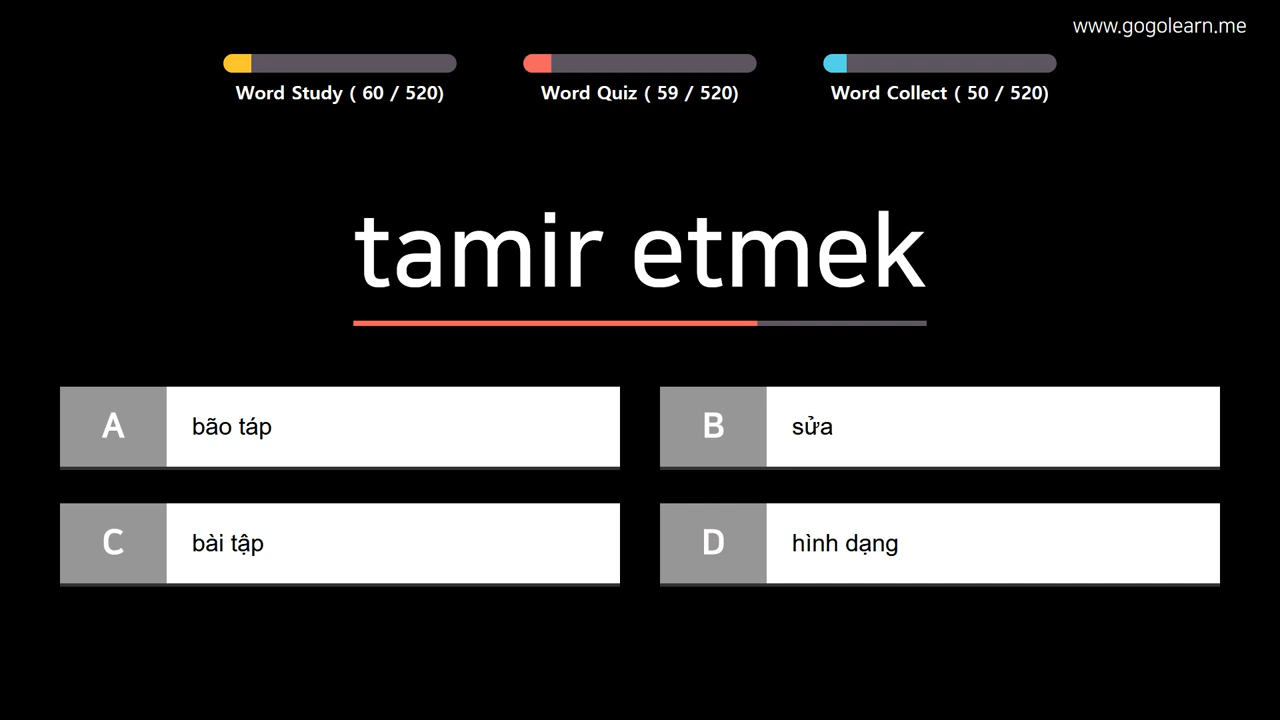 www.gogolearn.me
Word Study ( 60 / 520)
Word Quiz ( 59 / 520)
Word Collect ( 50 / 520)
tamir etmek
A
bão táp
B
sửa
C
bài tập
D
hình dạng